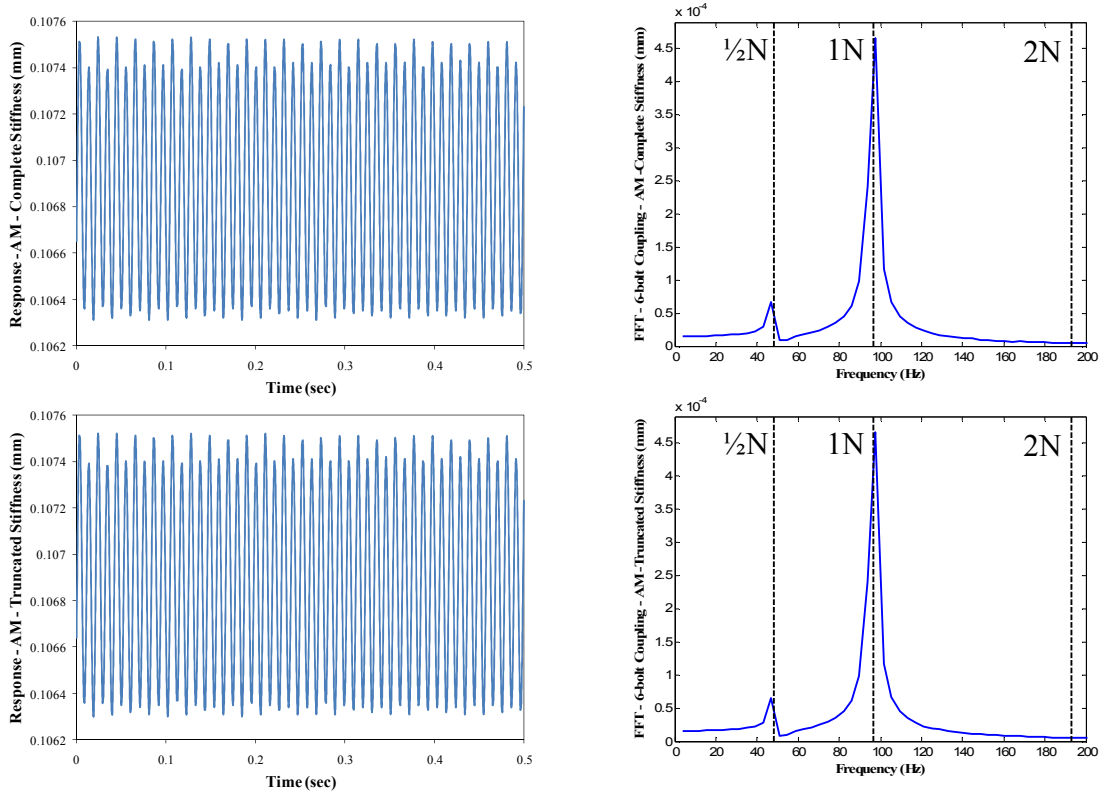 Response - AM - Complete Stiffness (mm)
0.1076
0.1074
0.1072
0.107
0.1068
0.1066
0.1064
0.1062
0 0.1 0.2 0.3 0.4 0.5
Time (sec)
FFT - 6-bolt Coupling - AM -Complete Stiffness (mm)
x 10⁻⁴
4.5
4
3.5
3
2.5
2
1.5
1
0.5
0
½N 1N 2N
0 20 40 60 80 100 120 140 160 180 200
Frequency (Hz)
Response - AM - Truncated Stiffness (mm)
0.1076
0.1074
0.1072
0.107
0.1068
0.1066
0.1064
0.1062
0 0.1 0.2 0.3 0.4 0.5
Time (sec)
FFT - 6-bolt Coupling - AM -Truncated Stiffness (mm)
x 10⁻⁴
4.5
4
3.5
3
2.5
2
1.5
1
0.5
0
½N 1N 2N
0 20 40 60 80 100 120 140 160 180 200
Frequency (Hz)